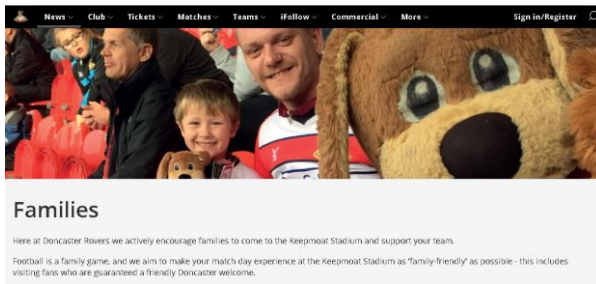 News Club Tickets Matches Teams iFollow Commercial More Sign in/Register
Families
Here at Doncaster Rovers we actively encourage families to come to the Keepmoat Stadium and support your team.
Football is a family game, and we aim to make your match day experience at the Keepmoat Stadium as 'family-friendly' as possible - this includes
visiting fans who are guaranteed a friendly Doncaster welcome.